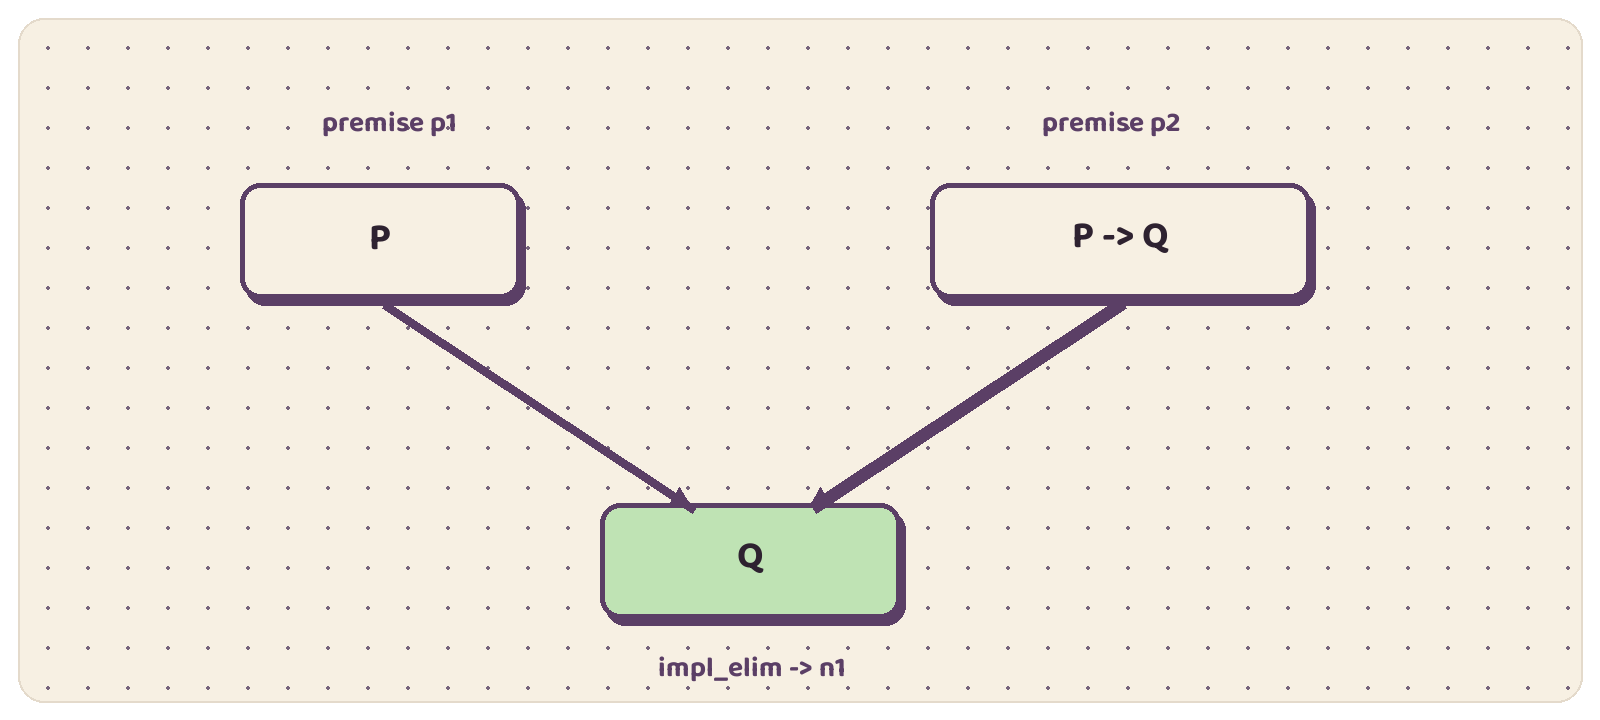 premise p1
premise p2
P
P -> Q
Q
impl_elim -> n1